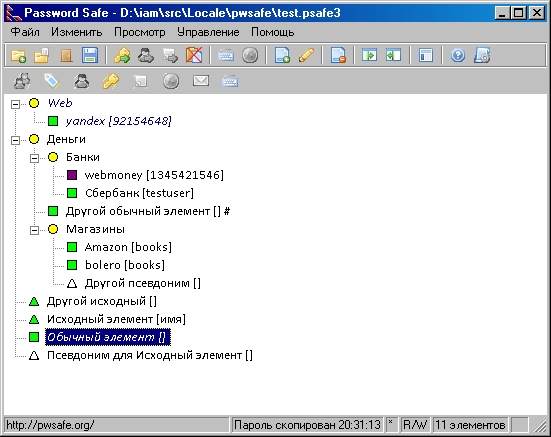 Password Safe - D:\iam\src\Locale\pwsafe\test.psafe3
Файл Изменить Просмотр Управление Помощь
Web
yandex [92154648]
Деньги
Банки
webmoney [1345421546]
Сбербанк [testuser]
Другой обычный элемент [] #
Магазины
Amazon [books]
bolero [books]
Другой псевдоним []
Другой исходный []
Исходный элемент [имя]
Обычный элемент []
Псевдоним для Исходный элемент []
http://pwsafe.org/ Пароль скопирован 20:31:13 * R/W 11 элементов